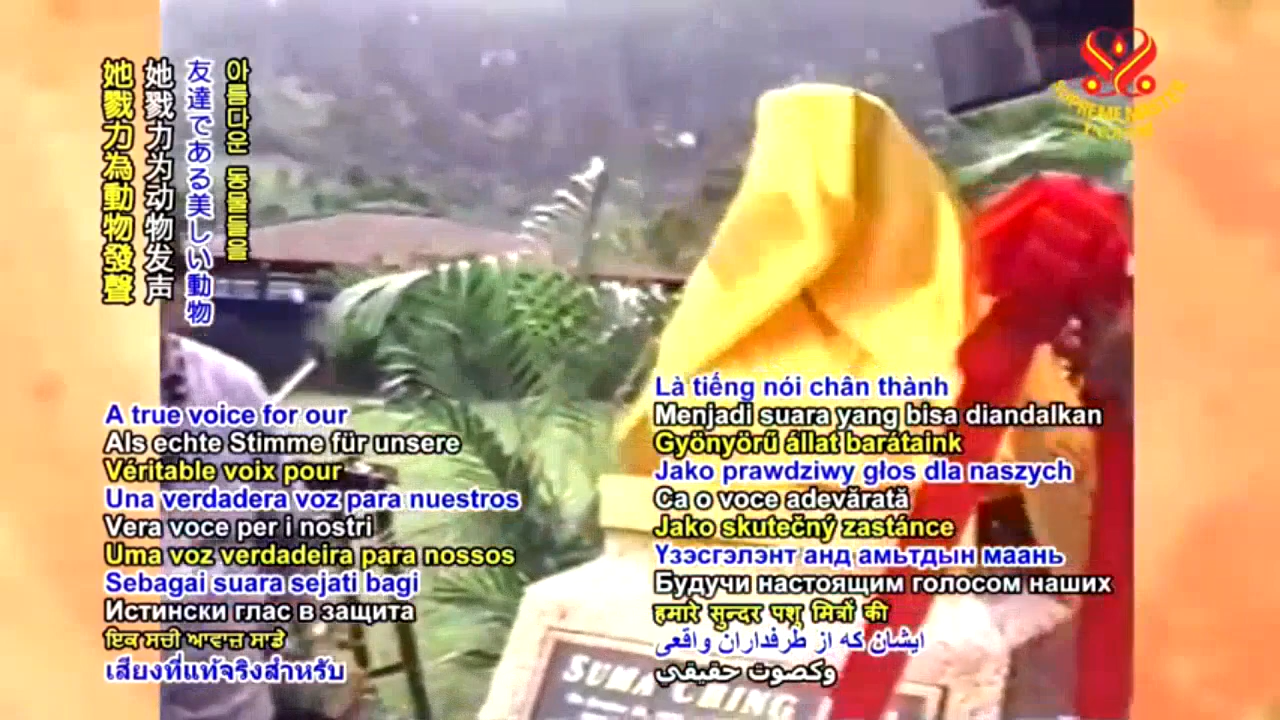 她戮力為動物發聲
她戮力为动物发声
友達である美しい動物
아름다운 동물들을
SUPREME MASTER
A true voice for our
Als echte Stimme für unsere
Véritable voix pour
Una verdadera voz para nuestros
Vera voce per i nostri
Uma voz verdadeira para nossos
Sebagai suara sejati bagi
Истински глас в защита
ਇਕ ਸਚੀ ਆਵਾਜ਼ ਸਾਡੇ
เสียงที่แท้จริงสำหรับ
Là tiếng nói chân thành
Menjadi suara yang bisa diandalkan
Gyönyörű állat barátaink
Jako prawdziwy głos dla naszych
Ca o voce adevărată
Jako skutečný zastánce
Үзэсгэлэнт анд амьтдын маань
Будучи настоящим голосом наших
हमारे सुन्दर पशु मित्रों की
ایشان که از طرفداران واقعی
وكصوت حقيقي
SUMA CHING